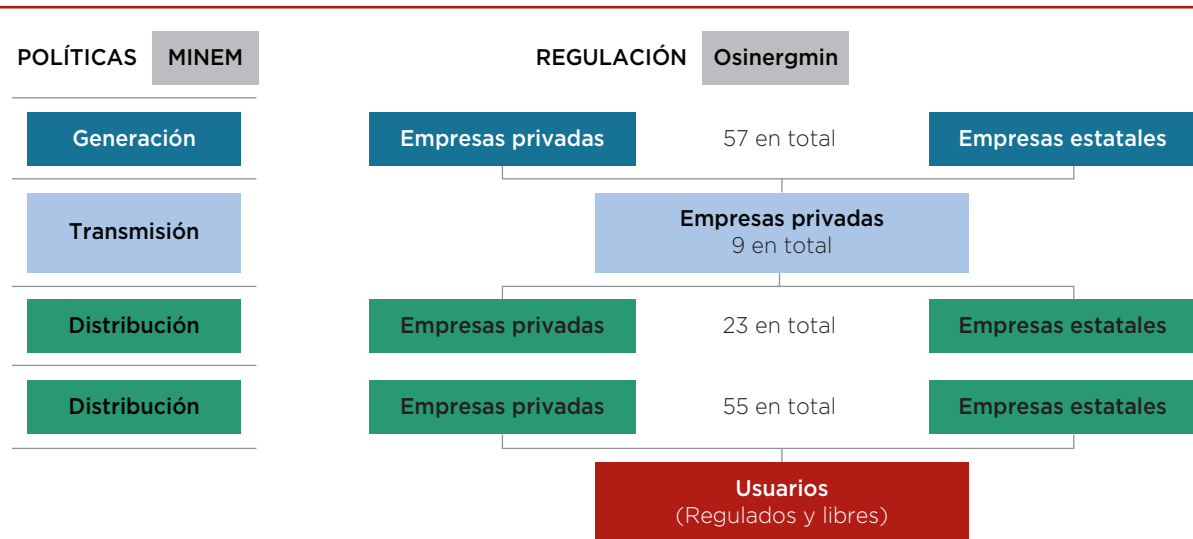 POLÍTICAS MINEM REGULACIÓN Osinergmin
Generación Empresas privadas 57 en total Empresas estatales
Transmisión Empresas privadas
9 en total
Distribución Empresas privadas 23 en total Empresas estatales
Distribución Empresas privadas 55 en total Empresas estatales
Usuarios
(Regulados y libres)